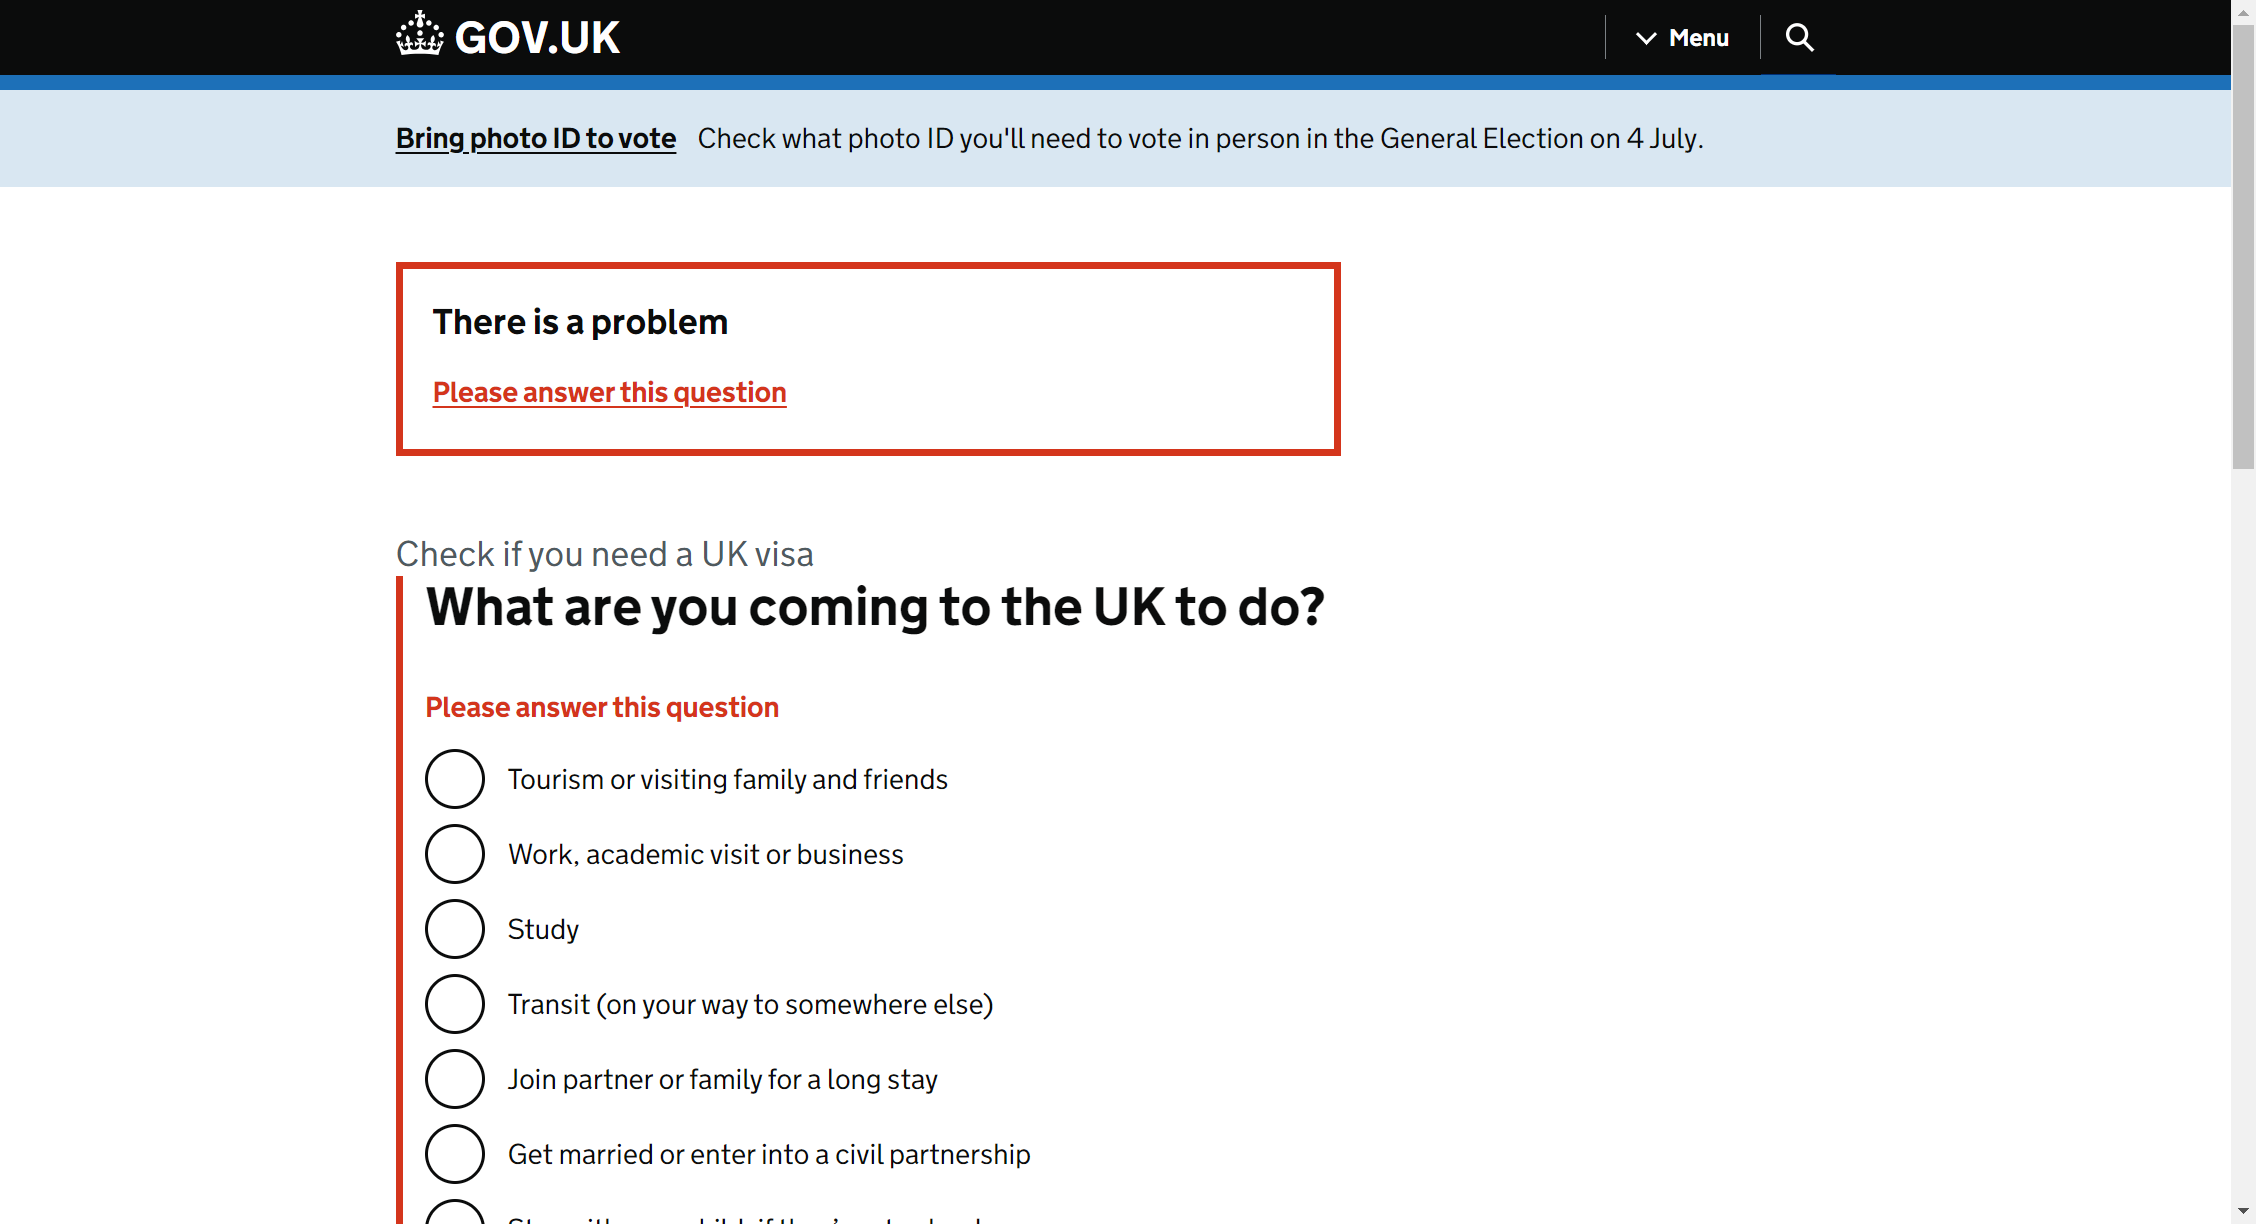 GOV.UK
Menu
Bring photo ID to vote Check what photo ID you'll need to vote in person in the General Election on 4 July.
There is a problem
Please answer this question
Check if you need a UK visa
What are you coming to the UK to do?
Please answer this question
Tourism or visiting family and friends
Work, academic visit or business
Study
Transit (on your way to somewhere else)
Join partner or family for a long stay
Get married or enter into a civil partnership